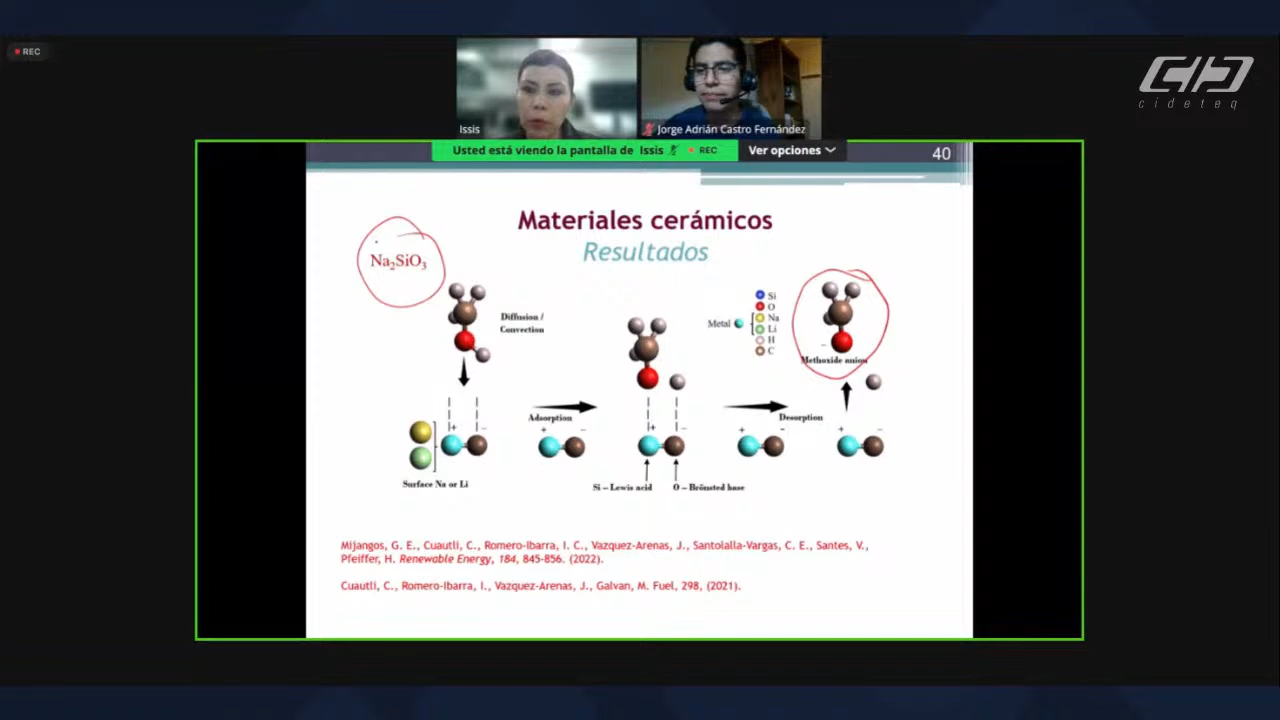 REC
cideteq
Issis
Jorge Adrián Castro Fernández
Usted está viendo la pantalla de Issis
REC
Ver opciones
40
Materiales cerámicos
Resultados
Na₂SiO₃
Diffusion /
Convection
Metal
Si
O
Na
Li
H
C
−
Methoxide anion
Adsorption
Desorption
+ −
+ −
+ −
+ −
+ −
Surface Na or Li
Si – Lewis acid
O – Brönsted base
Mijangos, G. E., Cuautli, C., Romero-Ibarra, I. C., Vazquez-Arenas, J., Santolalla-Vargas, C. E., Santes, V.,
Pfeiffer, H. Renewable Energy, 184, 845-856. (2022).
Cuautli, C., Romero-Ibarra, I., Vazquez-Arenas, J., Galvan, M. Fuel, 298, (2021).